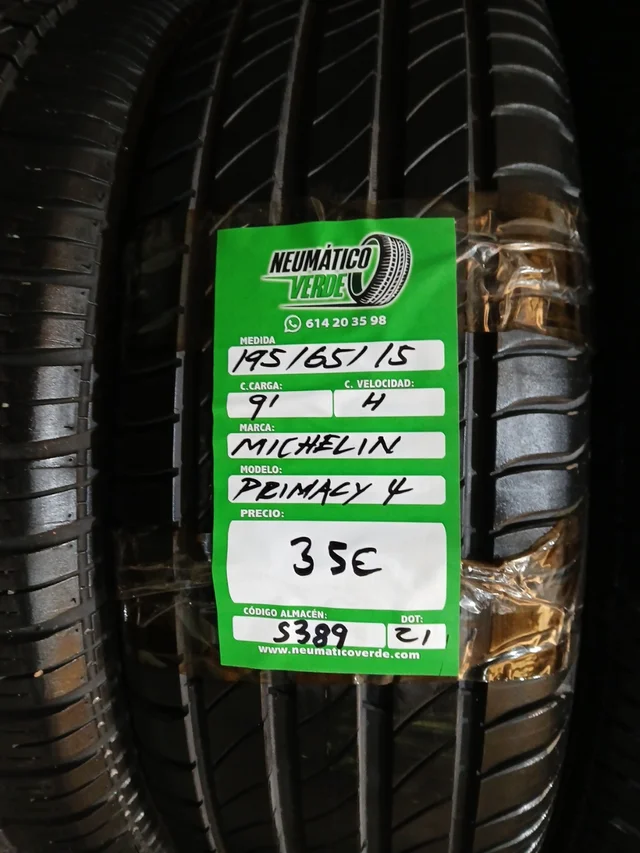 NEUMÁTICO
VERDE
614 20 35 98
MEDIDA
195/65/15
C.CARGA: C. VELOCIDAD:
91 H
MARCA:
MICHELIN
MODELO:
PRIMACY 4
PRECIO:
35€
CÓDIGO ALMACÉN: DOT:
S389 21
www.neumaticoverde.com